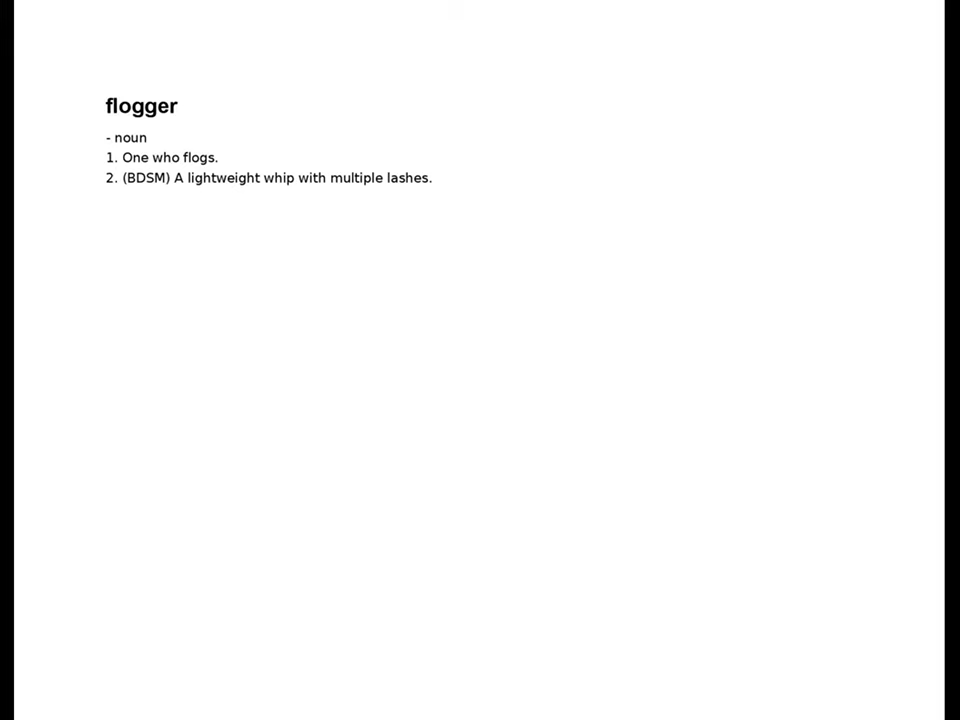 flogger
- noun
1. One who flogs.
2. (BDSM) A lightweight whip with multiple lashes.